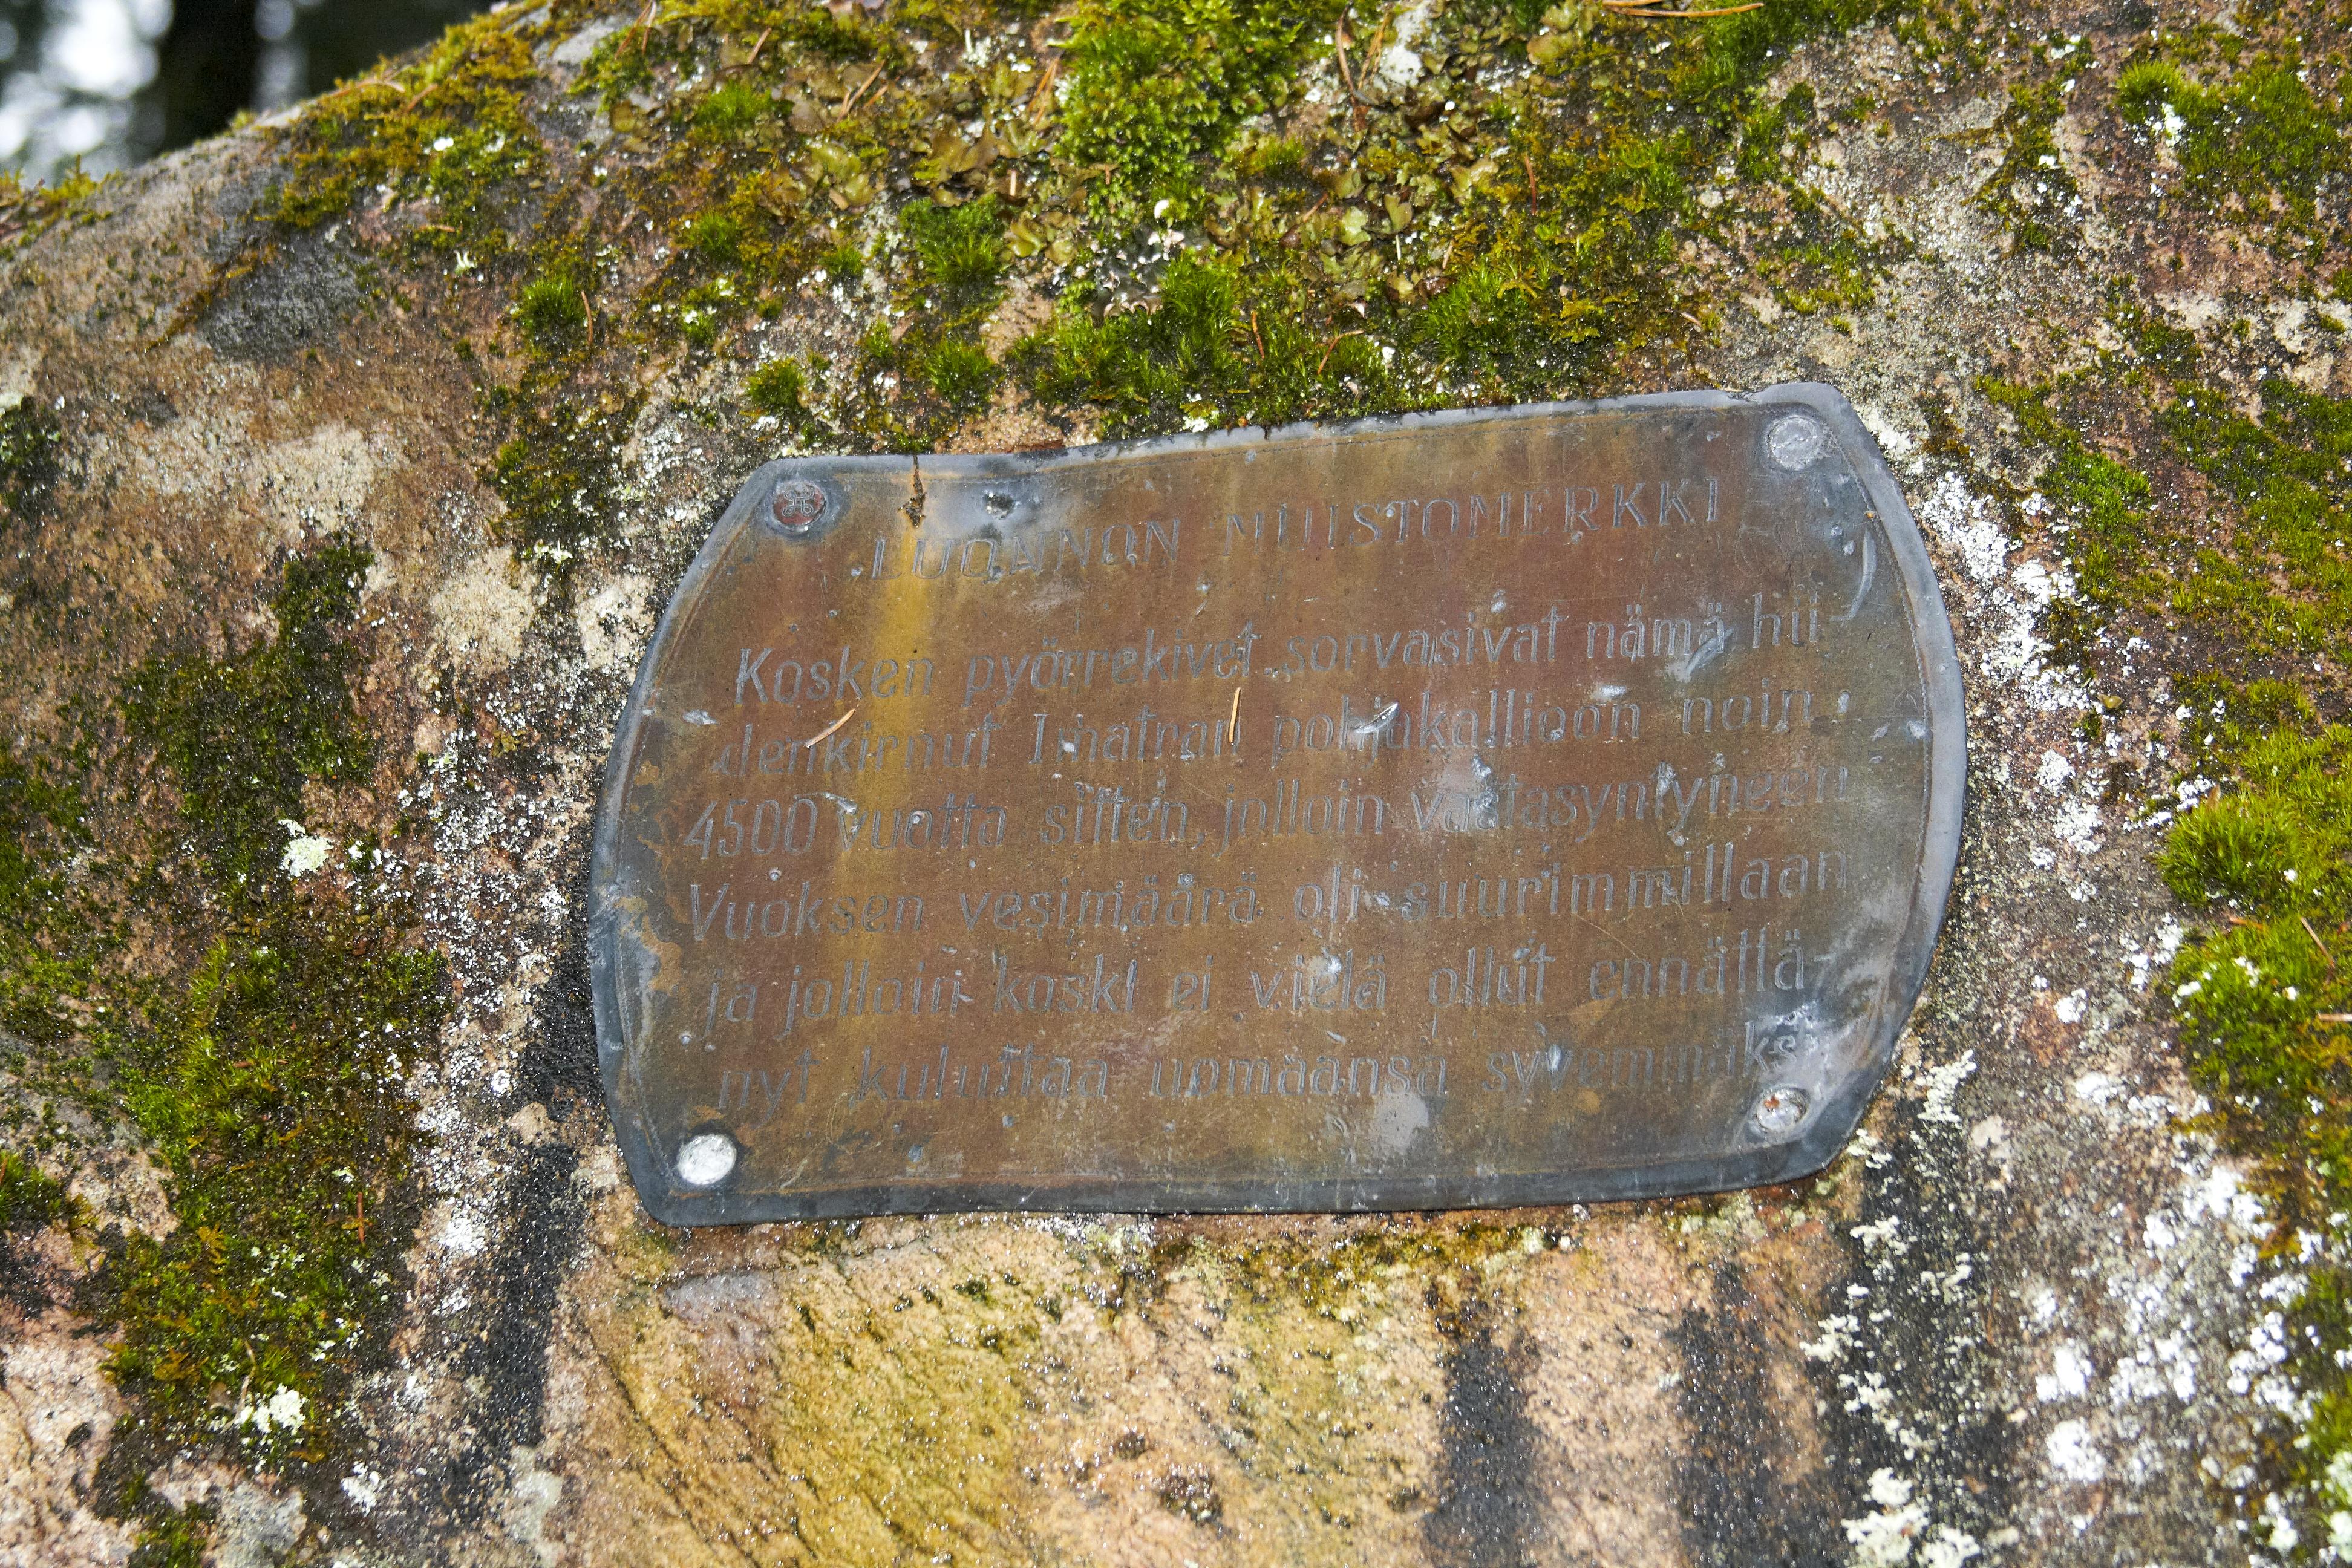 LUONNON MUISTOMERKKI
Kosken pyörrekivet sorvasivat nämä hii-
denkirnut Imatran pohjakallioon noin
4500 vuotta sitten, jolloin vastasyntyneen
Vuoksen vesimäärä oli suurimmillaan
ja jolloin koski ei vielä ollut ennättä-
nyt kuluttaa uomaansa syvemmäksi